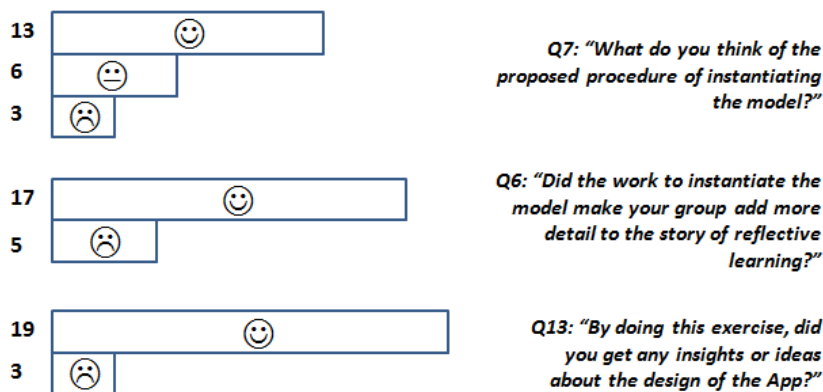 13
6
3
Q7: “What do you think of the
proposed procedure of instantiating
the model?”
17
5
Q6: “Did the work to instantiate the
model make your group add more
detail to the story of reflective
learning?”
19
3
Q13: “By doing this exercise, did
you get any insights or ideas
about the design of the App?”